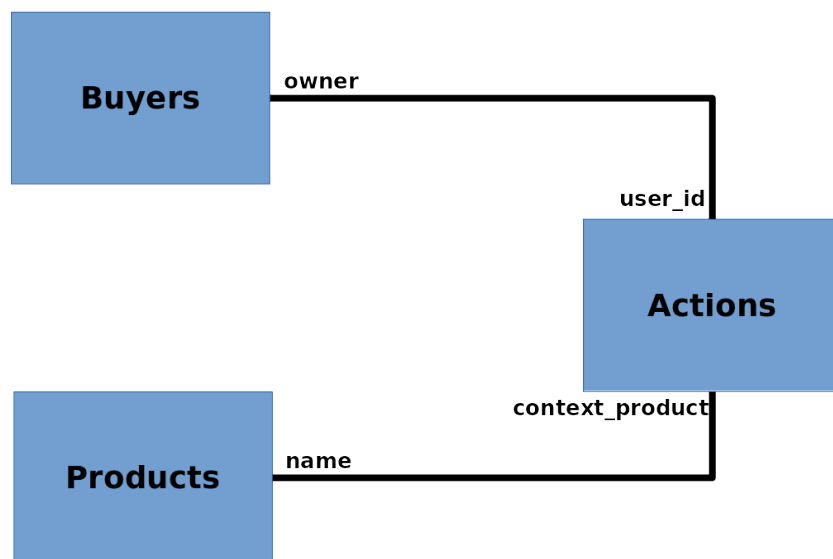 owner
Buyers
user_id
Actions
context_product
name
Products